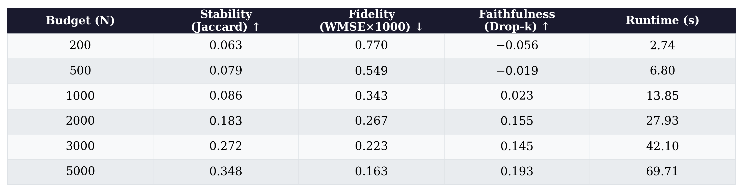 Budget (N) Stability (Jaccard) ↑ Fidelity (WMSE×1000) ↓ Faithfulness (Drop-k) ↑ Runtime (s)
200 0.063 0.770 −0.056 2.74
500 0.079 0.549 −0.019 6.80
1000 0.086 0.343 0.023 13.85
2000 0.183 0.267 0.155 27.93
3000 0.272 0.223 0.145 42.10
5000 0.348 0.163 0.193 69.71